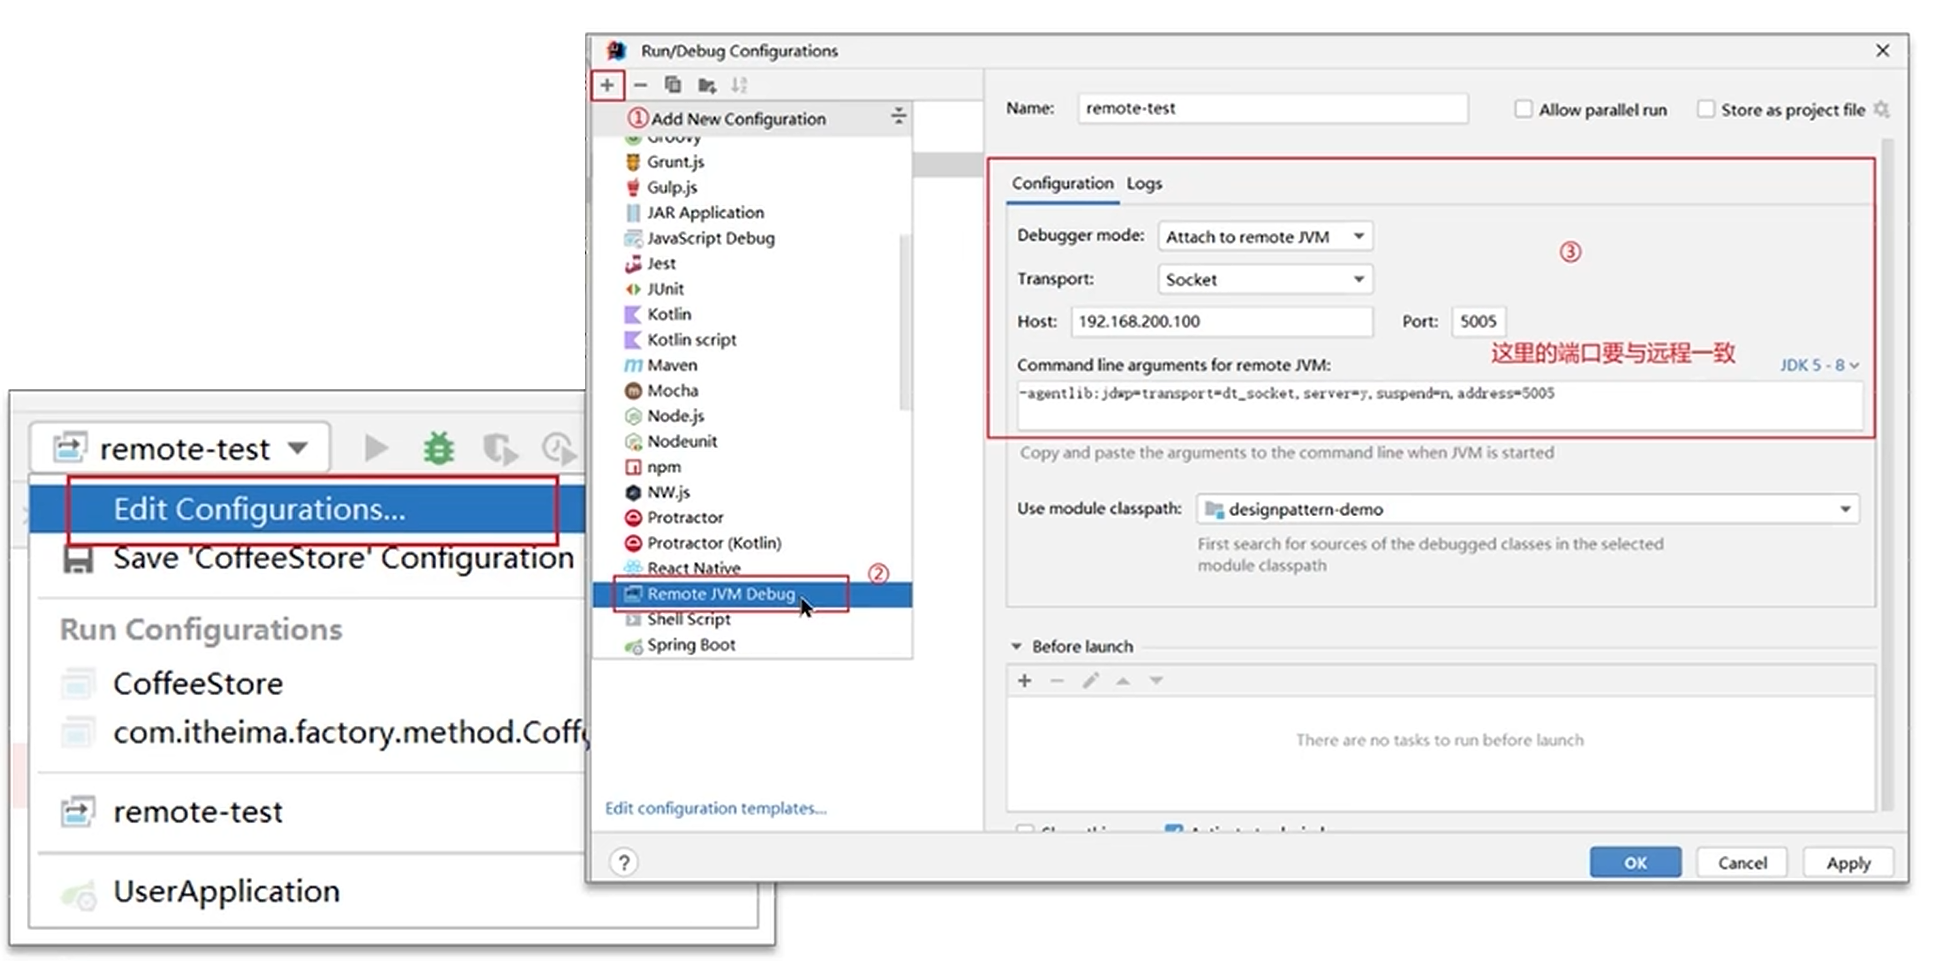 remote-test
Edit Configurations...
Save 'CoffeeStore' Configuration
Run Configurations
CoffeeStore
com.itheima.factory.method.Coff
remote-test
UserApplication
Run/Debug Configurations
①Add New Configuration
Groovy
Grunt.js
Gulp.js
JAR Application
JavaScript Debug
Jest
JUnit
Kotlin
Kotlin script
Maven
Mocha
Node.js
Nodeunit
npm
NW.js
Protractor
Protractor (Kotlin)
React Native
②
Remote JVM Debug
Shell Script
Spring Boot
Edit configuration templates...
Name: remote-test Allow parallel run Store as project file
Configuration Logs
Debugger mode: Attach to remote JVM
③
Transport: Socket
Host: 192.168.200.100 Port: 5005
这里的端口要与远程一致
Command line arguments for remote JVM: JDK 5 - 8
-agentlib:jdwp=transport=dt_socket,server=y,suspend=n,address=5005
Copy and paste the arguments to the command line when JVM is started
Use module classpath: designpattern-demo
First search for sources of the debugged classes in the selected
module classpath
Before launch
There are no tasks to run before launch
? OK Cancel Apply